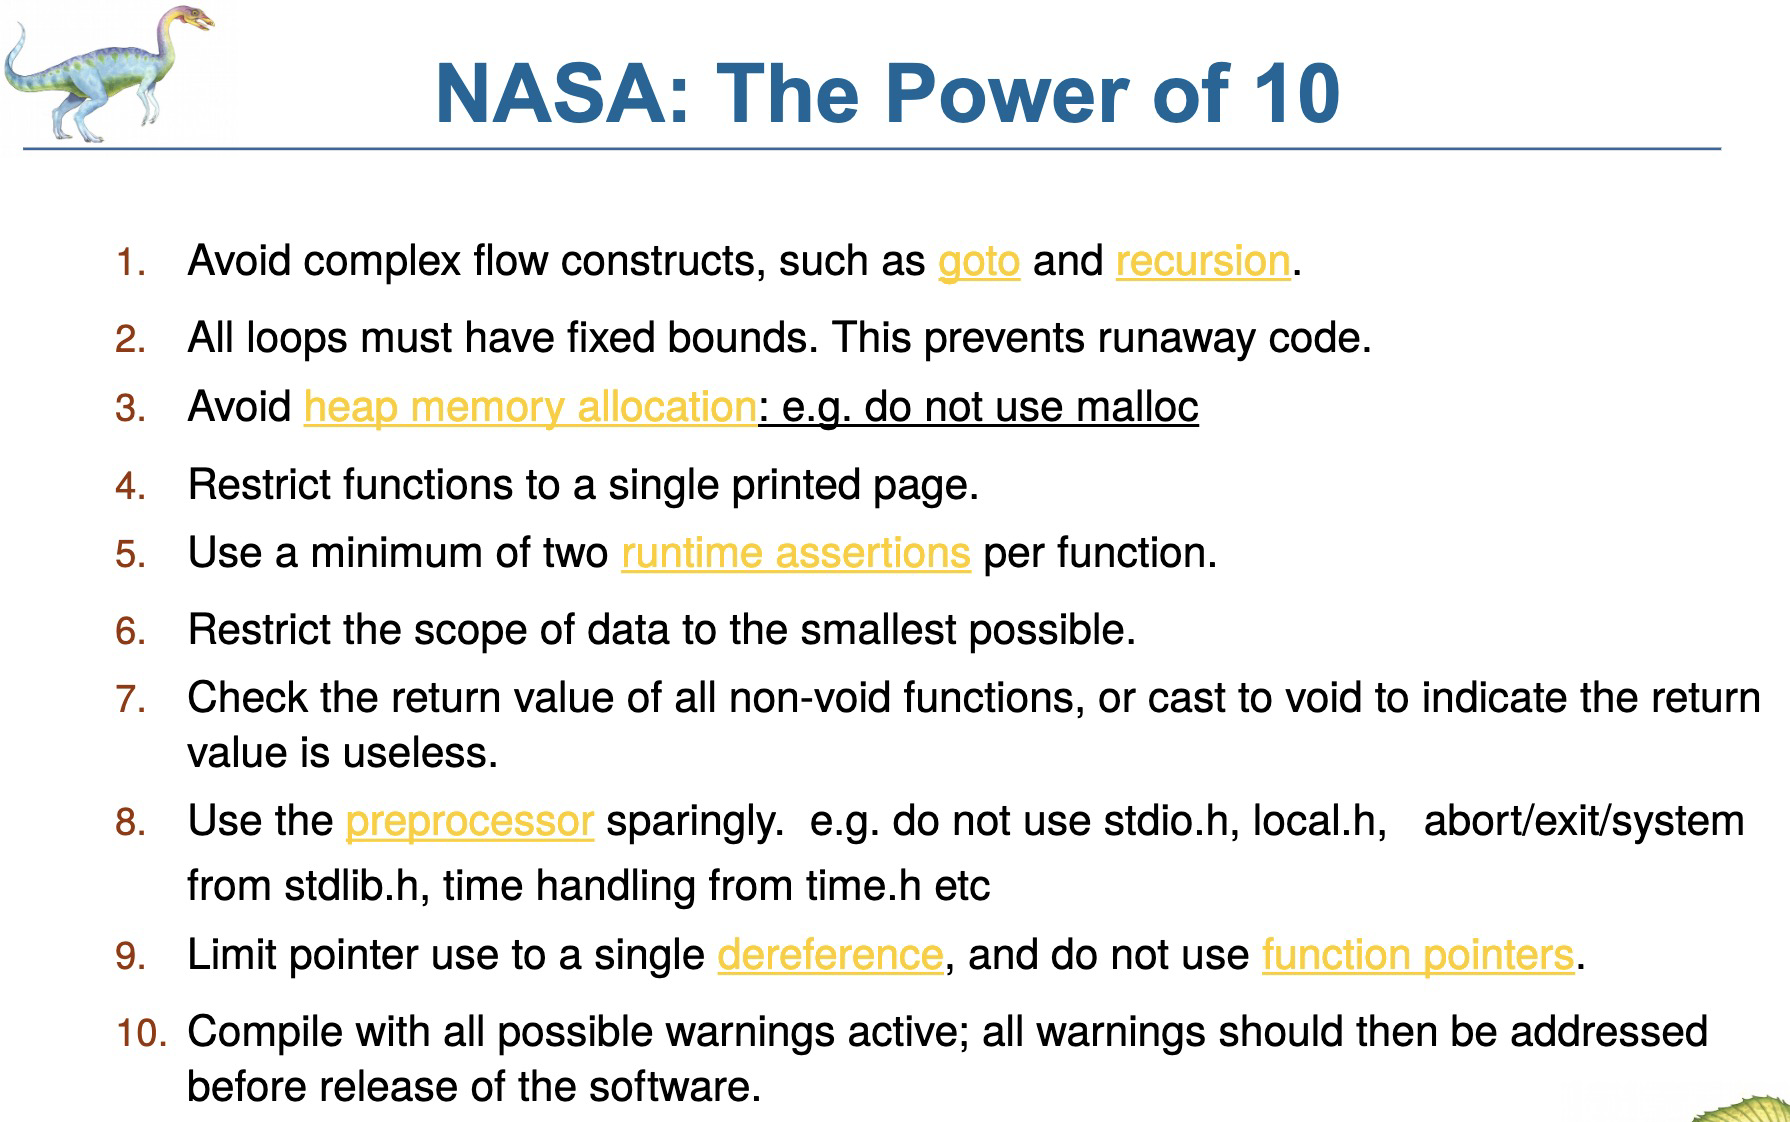 NASA: The Power of 10
1. Avoid complex flow constructs, such as goto and recursion.
2. All loops must have fixed bounds. This prevents runaway code.
3. Avoid heap memory allocation: e.g. do not use malloc
4. Restrict functions to a single printed page.
5. Use a minimum of two runtime assertions per function.
6. Restrict the scope of data to the smallest possible.
7. Check the return value of all non-void functions, or cast to void to indicate the return
value is useless.
8. Use the preprocessor sparingly. e.g. do not use stdio.h, local.h, abort/exit/system
from stdlib.h, time handling from time.h etc
9. Limit pointer use to a single dereference, and do not use function pointers.
10. Compile with all possible warnings active; all warnings should then be addressed
before release of the software.